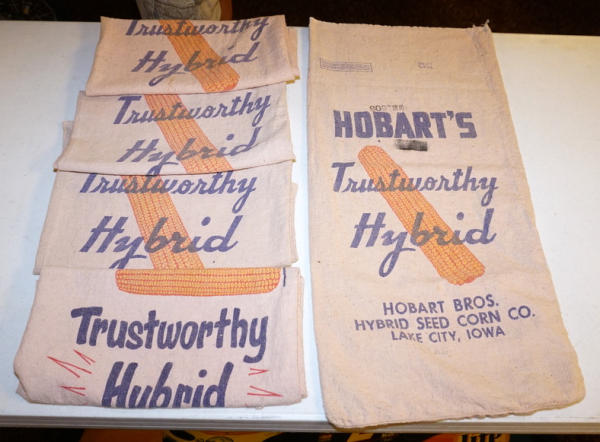 Trustworthy
Hybrid
Trustworthy
Hybrid
Trustworthy
Hybrid
Trustworthy
Hybrid
HOBART'S
Trustworthy
Hybrid
HOBART BROS.
HYBRID SEED CORN CO.
LAKE CITY, IOWA